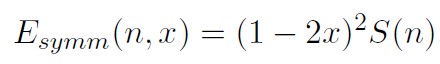 E_{symm}(n, x) = (1 − 2x)^2 S(n)